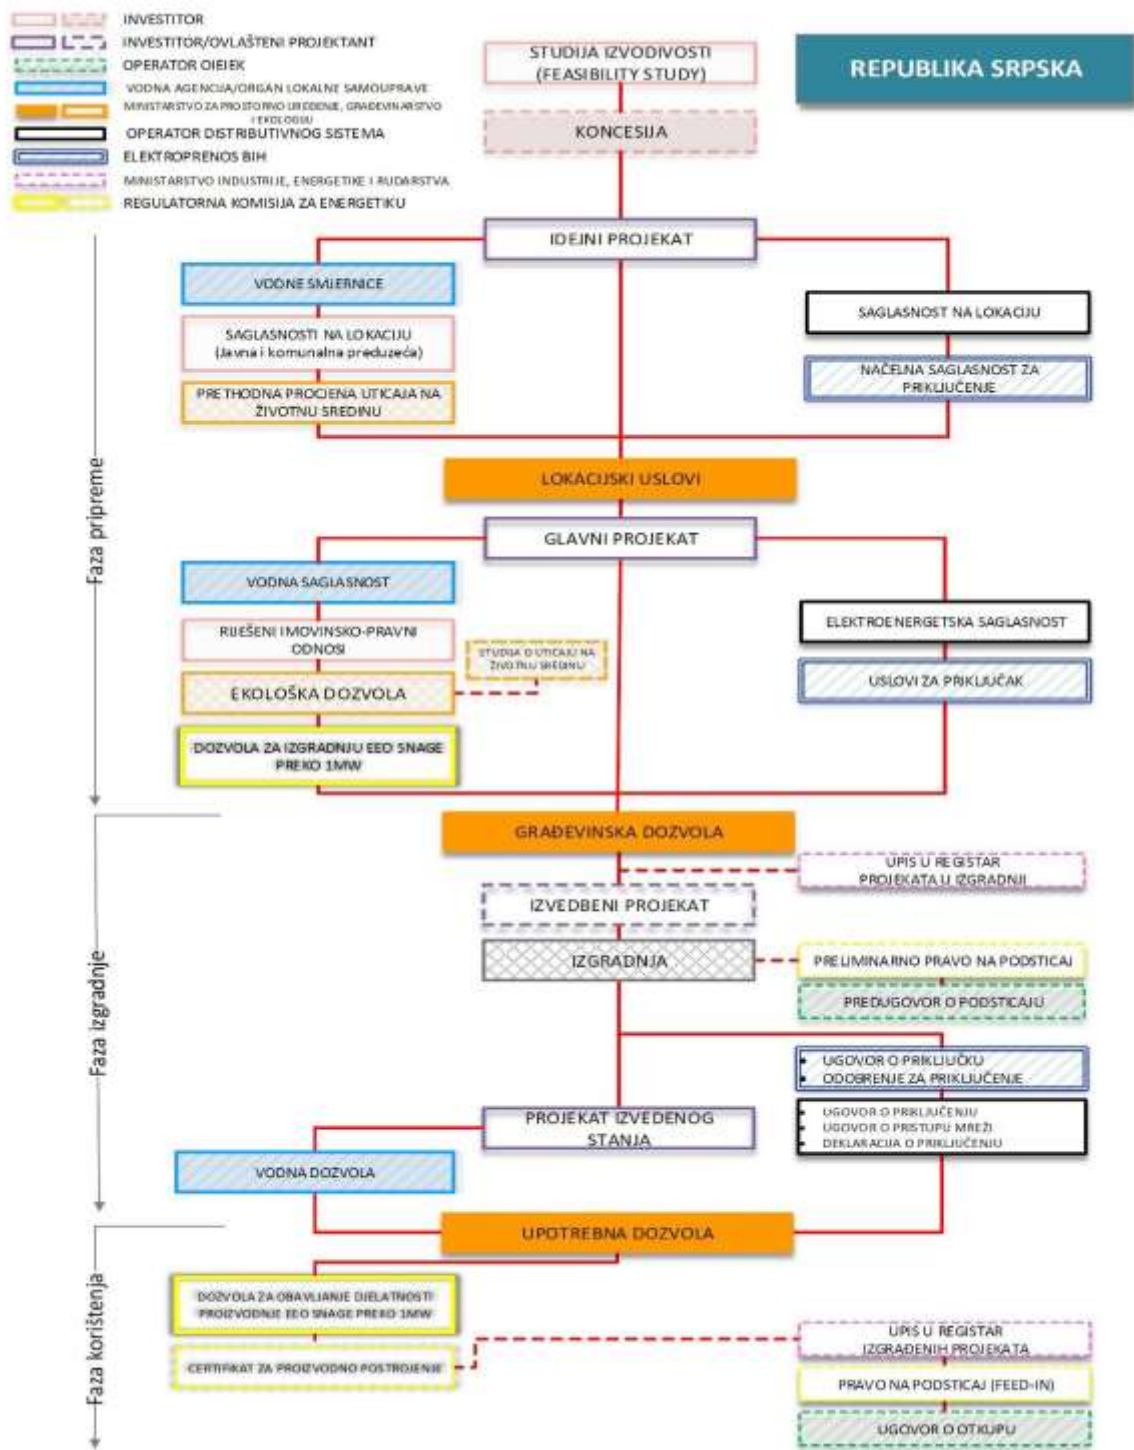 INVESTITOR
INVESTITOR/OVLAŠTENI PROJEKTANT
OPERATOR OIEIEK
VODNA AGENCIJA/ORGAN LOKALNE SAMOUPRAVE
MINISTARSTVO ZA PROSTORNO UREĐENJE, GRAĐEVINARSTVO
I EKOLOGIJU
OPERATOR DISTRIBUTIVNOG SISTEMA
ELEKTROPRENOS BIH
MINISTARSTVO INDUSTRIJE, ENERGETIKE I RUDARSTVA
REGULATORNA KOMISIJA ZA ENERGETIKU
STUDIJA IZVODIVOSTI
(FEASIBILITY STUDY)
REPUBLIKA SRPSKA
KONCESIJA
IDEJNI PROJEKAT
VODNE SMJERNICE
SAGLASNOSTI NA LOKACIJU
(Javna i komunalna preduzeća)
PRETHODNA PROCJENA UTICAJA NA
ŽIVOTNU SREDINU
SAGLASNOST NA LOKACIJU
NAČELNA SAGLASNOST ZA
PRIKLJUČENJE
Faza pripreme
LOKACIJSKI USLOVI
GLAVNI PROJEKAT
VODNA SAGLASNOST
RIJEŠENI IMOVINSKO-PRAVNI
ODNOSI
STUDIJA O UTICAJU NA
ŽIVOTNU SREDINU
EKOLOŠKA DOZVOLA
DOZVOLA ZA IZGRADNJU EEO SNAGE
PREKO 1MW
ELEKTROENERGETSKA SAGLASNOST
USLOVI ZA PRIKLJUČAK
Faza izgradnje
GRAĐEVINSKA DOZVOLA
UPIS U REGISTAR
PROJEKATA U IZGRADNJI
IZVEDBENI PROJEKAT
IZGRADNJA
PRELIMINARNO PRAVO NA PODSTICAJ
PREDUGOVOR O PODSTICAJU
UGOVOR O PRIKLJUČKU
ODOBRENJE ZA PRIKLJUČENJE
PROJEKAT IZVEDENOG
STANJA
UGOVOR O PRIKLJUČENJU
UGOVOR O PRISTUPU MREŽI
DEKLARACIJA O PRIKLJUČENJU
VODNA DOZVOLA
Faza korištenja
UPOTREBNA DOZVOLA
DOZVOLA ZA OBAVLJANJE DJELATNOSTI
PROIZVODNJE EEO SNAGE PREKO 1MW
CERTIFIKAT ZA PROIZVODNO POSTROJENJE
UPIS U REGISTAR
IZGRAĐENIH PROJEKATA
PRAVO NA PODSTICAJ (FEED-IN)
UGOVOR O OTKUPU